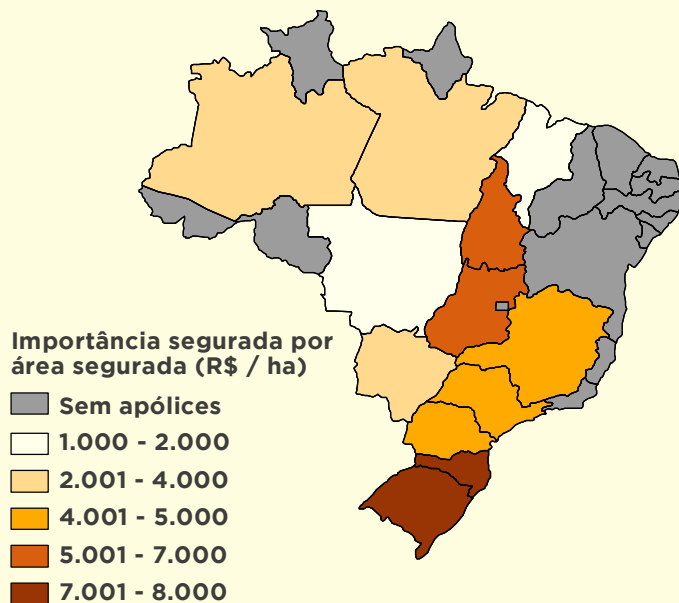 Importância segurada por
área segurada (R$ / ha)
Sem apólices
1.000 - 2.000
2.001 - 4.000
4.001 - 5.000
5.001 - 7.000
7.001 - 8.000